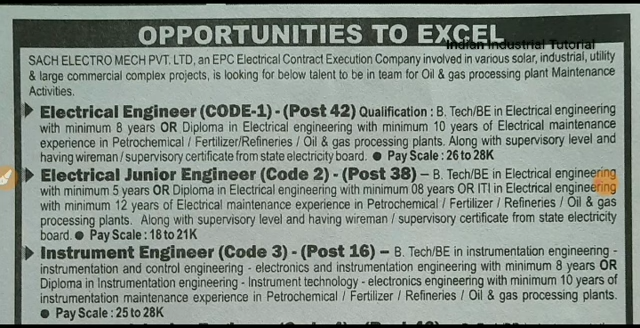 OPPORTUNITIES TO EXCEL
Indian Industrial Tutorial
SACH ELECTRO MECH PVT. LTD, an EPC Electrical Contract Execution Company involved in various solar, industrial, utility
& large commercial complex projects, is looking for below talent to be in team for Oil & gas processing plant Maintenance
Activities.
Electrical Engineer (CODE-1) - (Post 42) Qualification : B. Tech/BE in Electrical engineering
with minimum 8 years OR Diploma in Electrical engineering with minimum 10 years of Electrical maintenance
experience in Petrochemical / Fertilizer/Refineries / Oil & gas processing plants. Along with supervisory level and
having wireman / supervisory certificate from state electricity board. ● Pay Scale : 26 to 28K
Electrical Junior Engineer (Code 2) - (Post 38) – B. Tech/BE in Electrical engineering
with minimum 5 years OR Diploma in Electrical engineering with minimum 08 years OR ITI in Electrical engineering
with minimum 12 years of Electrical maintenance experience in Petrochemical / Fertilizer / Refineries / Oil & gas
processing plants. Along with supervisory level and having wireman / supervisory certificate from state electricity
board. ● Pay Scale : 18 to 21K
Instrument Engineer (Code 3) - (Post 16) – B. Tech/BE in instrumentation engineering -
instrumentation and control engineering - electronics and instrumentation engineering with minimum 8 years OR
Diploma in Instrumentation engineering - Instrument technology - electronics engineering with minimum 10 years of
instrumentation maintenance experience in Petrochemical / Fertilizer / Refineries / Oil & gas processing plants.
● Pay Scale : 25 to 28K